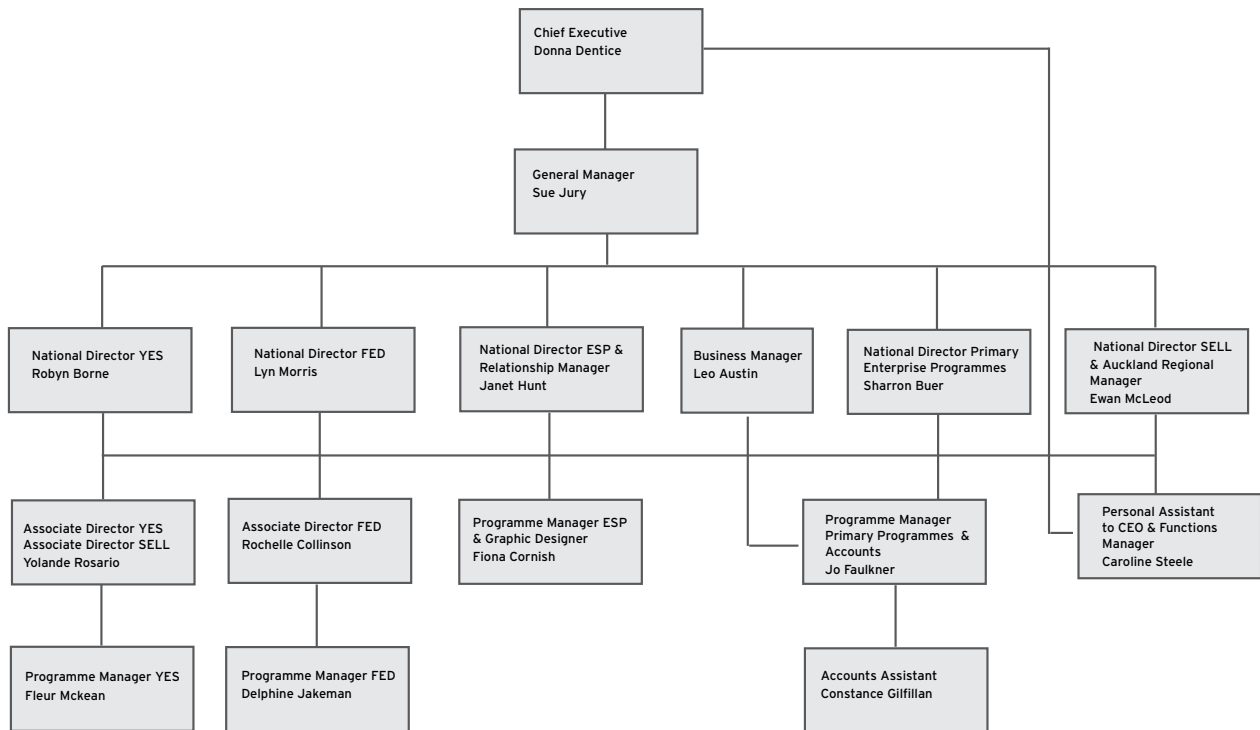 Chief Executive
Donna Dentice
General Manager
Sue Jury
National Director YES
Robyn Borne
National Director FED
Lyn Morris
National Director ESP &
Relationship Manager
Janet Hunt
Business Manager
Leo Austin
National Director Primary
Enterprise Programmes
Sharron Buer
National Director SELL
& Auckland Regional
Manager
Ewan McLeod
Associate Director YES
Associate Director SELL
Yolande Rosario
Associate Director FED
Rochelle Collinson
Programme Manager ESP
& Graphic Designer
Fiona Cornish
Programme Manager
Primary Programmes &
Accounts
Jo Faulkner
Personal Assistant
to CEO & Functions
Manager
Caroline Steele
Programme Manager YES
Fleur Mckean
Programme Manager FED
Delphine Jakeman
Accounts Assistant
Constance Gilfillan